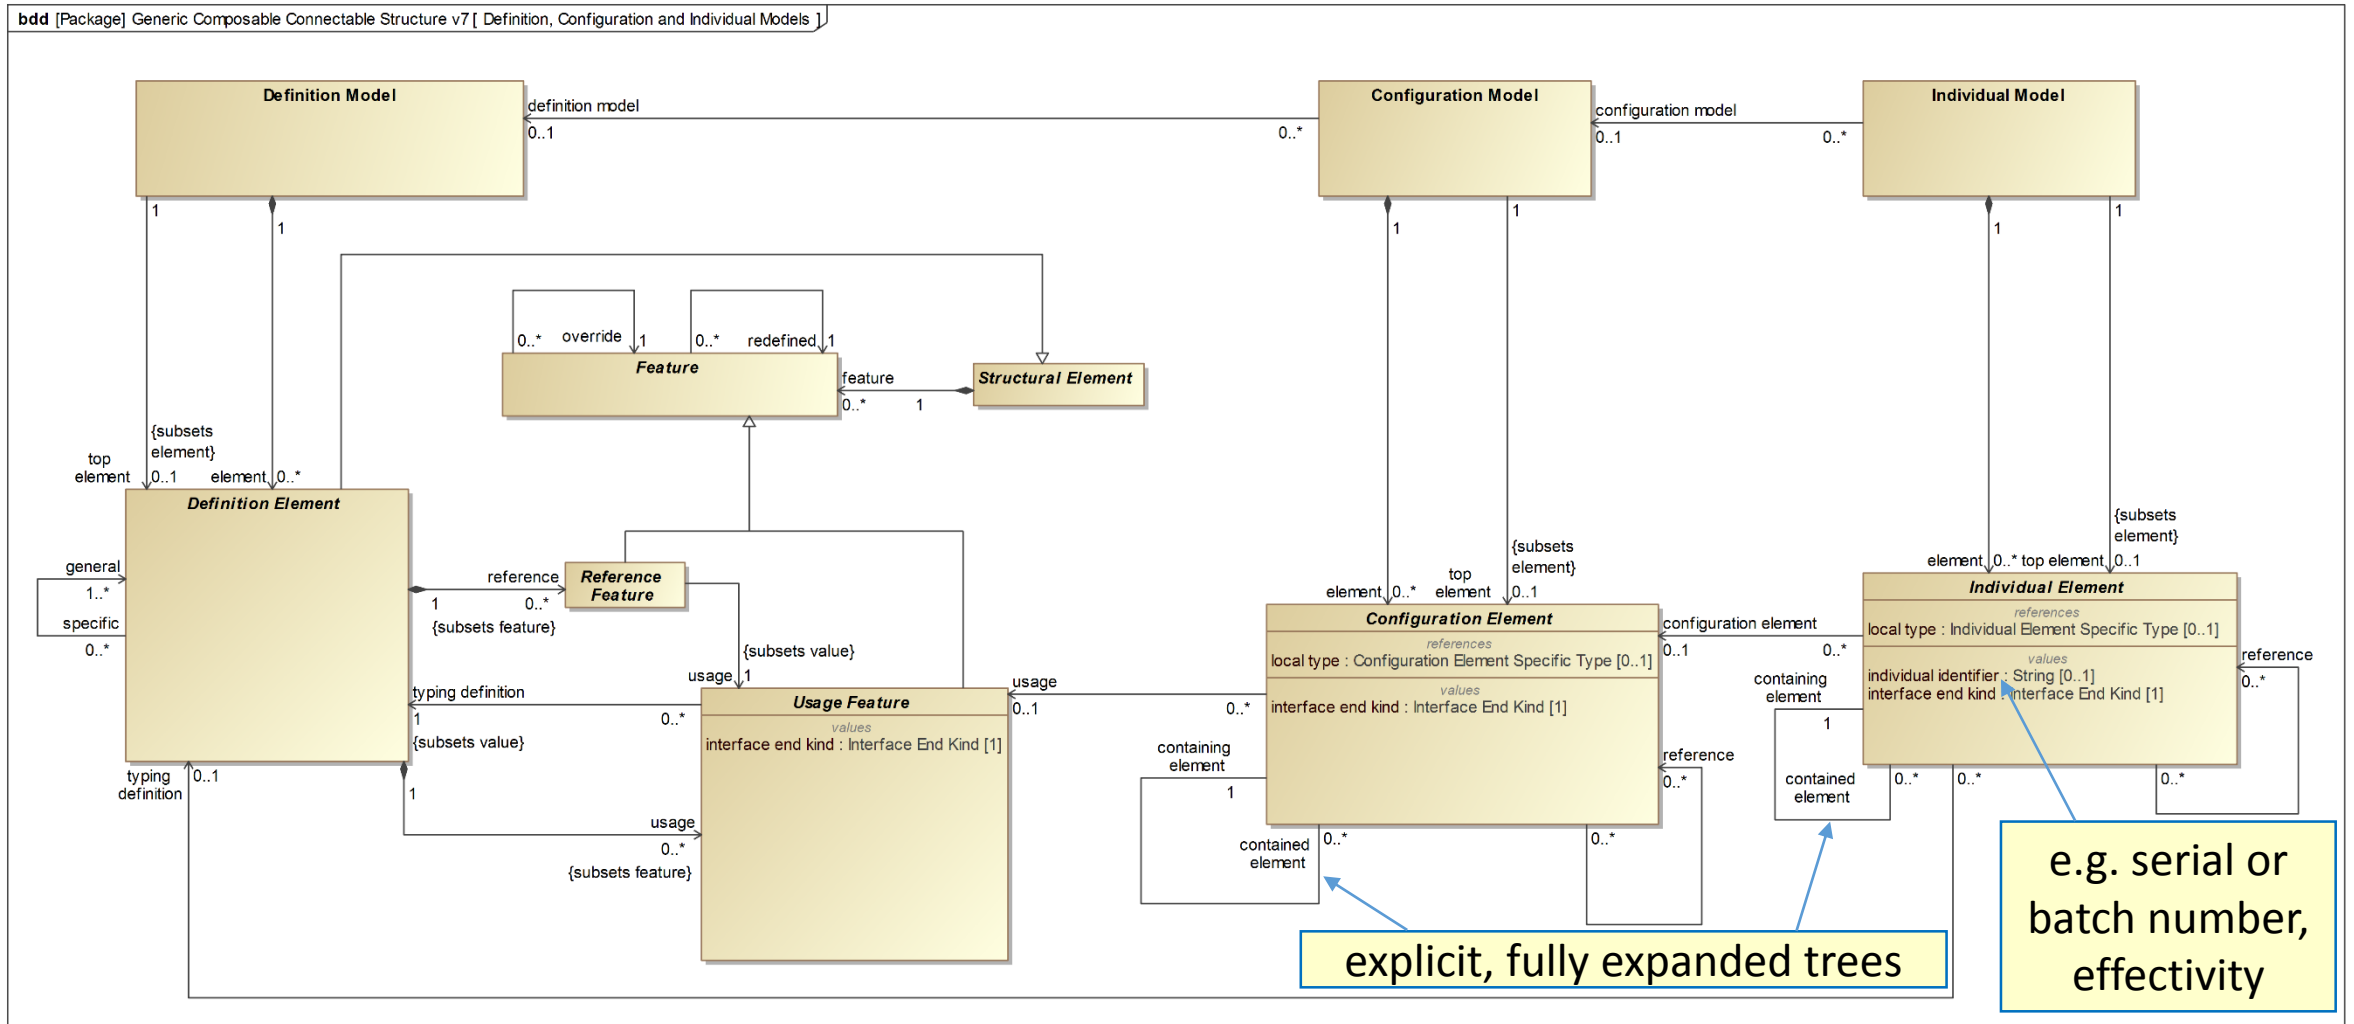 bdd [Package] Generic Composable Connectable Structure v7 [ Definition, Configuration and Individual Models ]
Definition Model
definition model
0..1
0..*
Configuration Model
configuration model
0..1
0..*
Individual Model
1
1
1
1
1
1
0..*
override
1
0..*
redefined
1
Feature
feature
0..*
1
Structural Element
{subsets
element}
top
element
0..1
element
0..*
Definition Element
general
1..*
specific
0..*
reference
1
0..*
{subsets feature}
Reference
Feature
{subsets value}
usage
1
typing definition
1
0..*
{subsets value}
Usage Feature
values
interface end kind : Interface End Kind [1]
typing
definition
0..1
1
usage
0..*
{subsets feature}
usage
0..1
0..*
{subsets
element}
element
0..*
top
element
0..1
Configuration Element
references
local type : Configuration Element Specific Type [0..1]
values
interface end kind : Interface End Kind [1]
containing
element
1
contained
element
0..*
reference
0..*
0..*
{subsets
element}
element
0..*
top element
0..1
Individual Element
references
local type : Individual Element Specific Type [0..1]
values
individual identifier : String [0..1]
interface end kind : Interface End Kind [1]
configuration element
0..1
0..*
containing
element
1
contained
element
0..*
0..*
reference
0..*
0..*
explicit, fully expanded trees
e.g. serial or
batch number,
effectivity